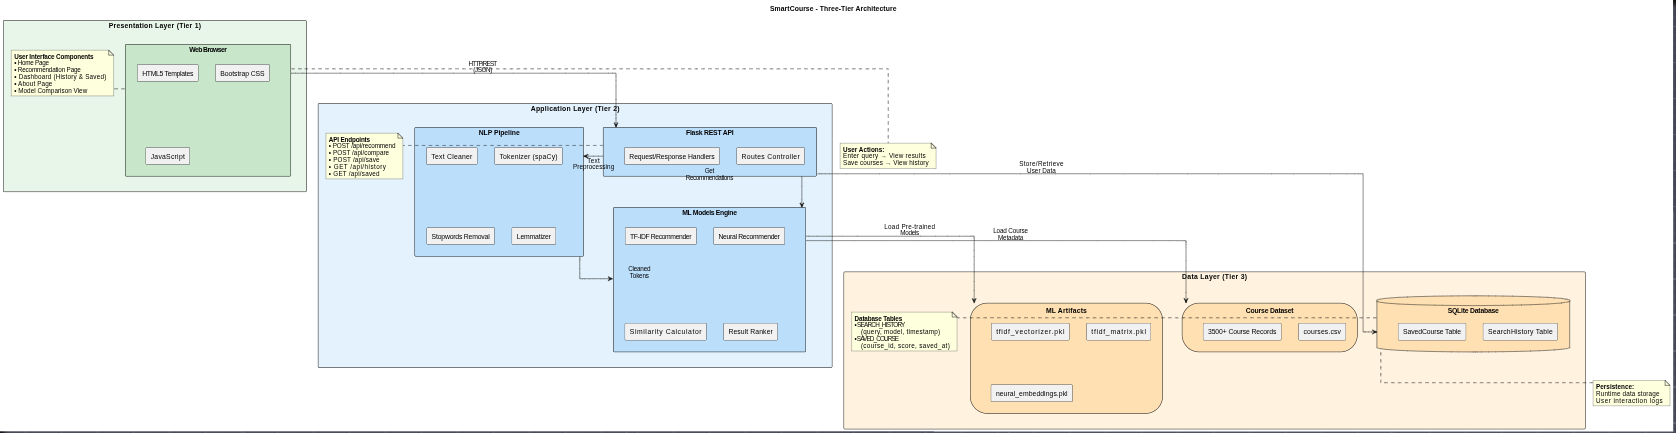 SmartCourse - Three-Tier Architecture
Presentation Layer (Tier 1)
User Interface Components
• Home Page
• Recommendation Page
• Dashboard (History & Saved)
• About Page
• Model Comparison View
Web Browser
HTML5 Templates
Bootstrap CSS
JavaScript
HTTP/REST
(JSON)
Application Layer (Tier 2)
API Endpoints
• POST /api/recommend
• POST /api/compare
• POST /api/save
• GET /api/history
• GET /api/saved
NLP Pipeline
Text Cleaner
Tokenizer (spaCy)
Stopwords Removal
Lemmatizer
Text
Preprocessing
Flask REST API
Request/Response Handlers
Routes Controller
Get
Recommendations
ML Models Engine
TF-IDF Recommender
Neural Recommender
Cleaned
Tokens
Similarity Calculator
Result Ranker
User Actions:
Enter query → View results
Save courses → View history
Store/Retrieve
User Data
Load Pre-trained
Models
Load Course
Metadata
Data Layer (Tier 3)
Database Tables
• SEARCH_HISTORY
(query, model, timestamp)
• SAVED_COURSE
(course_id, score, saved_at)
ML Artifacts
tfidf_vectorizer.pkl
tfidf_matrix.pkl
neural_embeddings.pkl
Course Dataset
3500+ Course Records
courses.csv
SQLite Database
SavedCourse Table
SearchHistory Table
Persistence:
Runtime data storage
User interaction logs